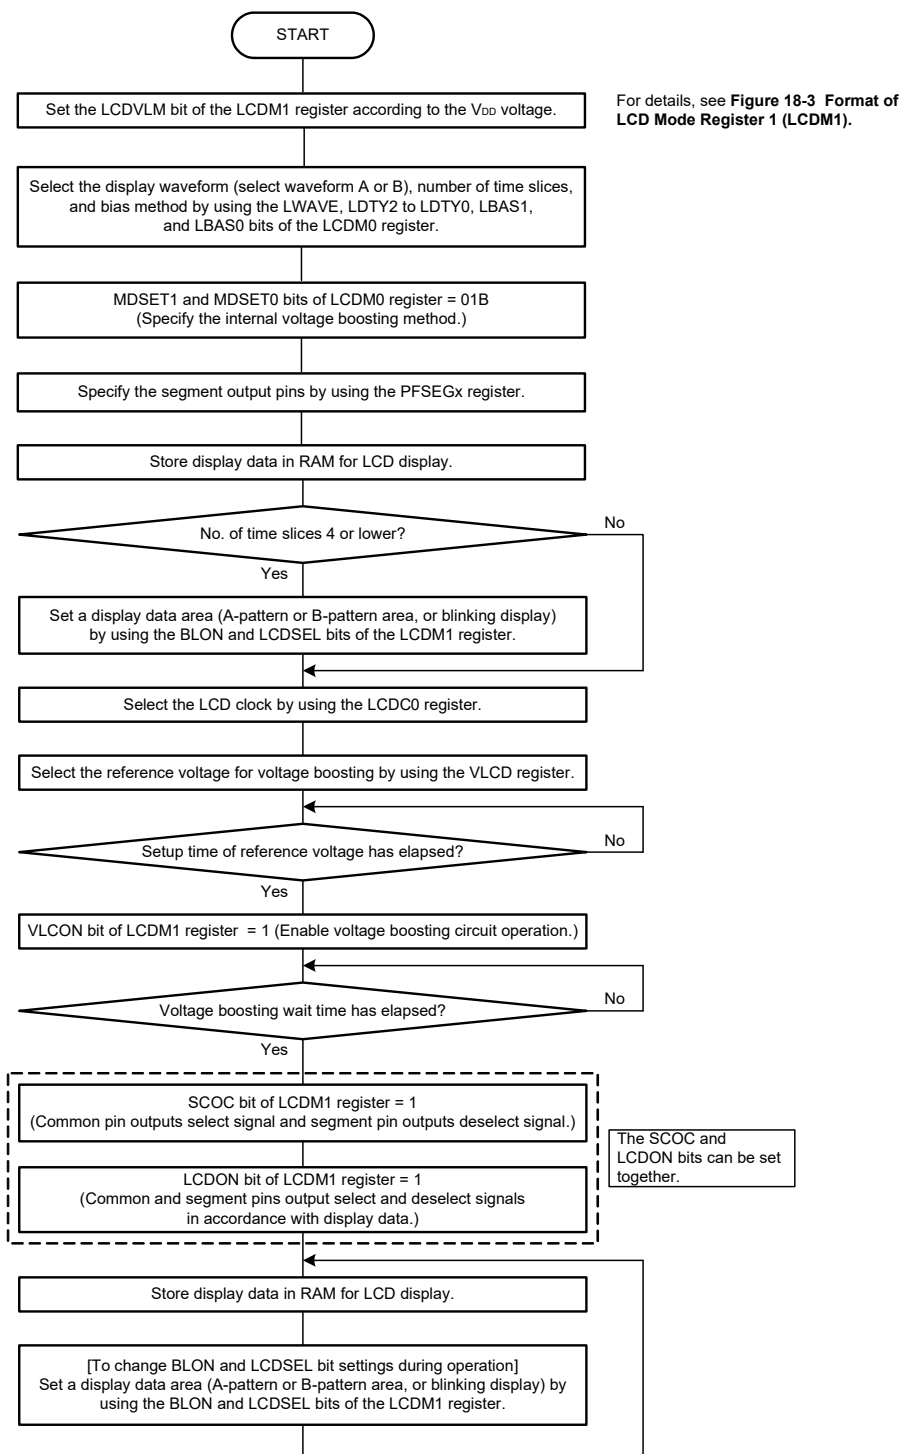 START
Set the LCDVLM bit of the LCDM1 register according to the VDD voltage.
For details, see Figure 18-3 Format of
LCD Mode Register 1 (LCDM1).
Select the display waveform (select waveform A or B), number of time slices,
and bias method by using the LWAVE, LDTY2 to LDTY0, LBAS1,
and LBAS0 bits of the LCDM0 register.
MDSET1 and MDSET0 bits of LCDM0 register = 01B
(Specify the internal voltage boosting method.)
Specify the segment output pins by using the PFSEGx register.
Store display data in RAM for LCD display.
No. of time slices 4 or lower?
No
Yes
Set a display data area (A-pattern or B-pattern area, or blinking display)
by using the BLON and LCDSEL bits of the LCDM1 register.
Select the LCD clock by using the LCDC0 register.
Select the reference voltage for voltage boosting by using the VLCD register.
Setup time of reference voltage has elapsed?
No
Yes
VLCON bit of LCDM1 register = 1 (Enable voltage boosting circuit operation.)
Voltage boosting wait time has elapsed?
No
Yes
SCOC bit of LCDM1 register = 1
(Common pin outputs select signal and segment pin outputs deselect signal.)
The SCOC and
LCDON bits can be set
together.
LCDON bit of LCDM1 register = 1
(Common and segment pins output select and deselect signals
in accordance with display data.)
Store display data in RAM for LCD display.
[To change BLON and LCDSEL bit settings during operation]
Set a display data area (A-pattern or B-pattern area, or blinking display) by
using the BLON and LCDSEL bits of the LCDM1 register.